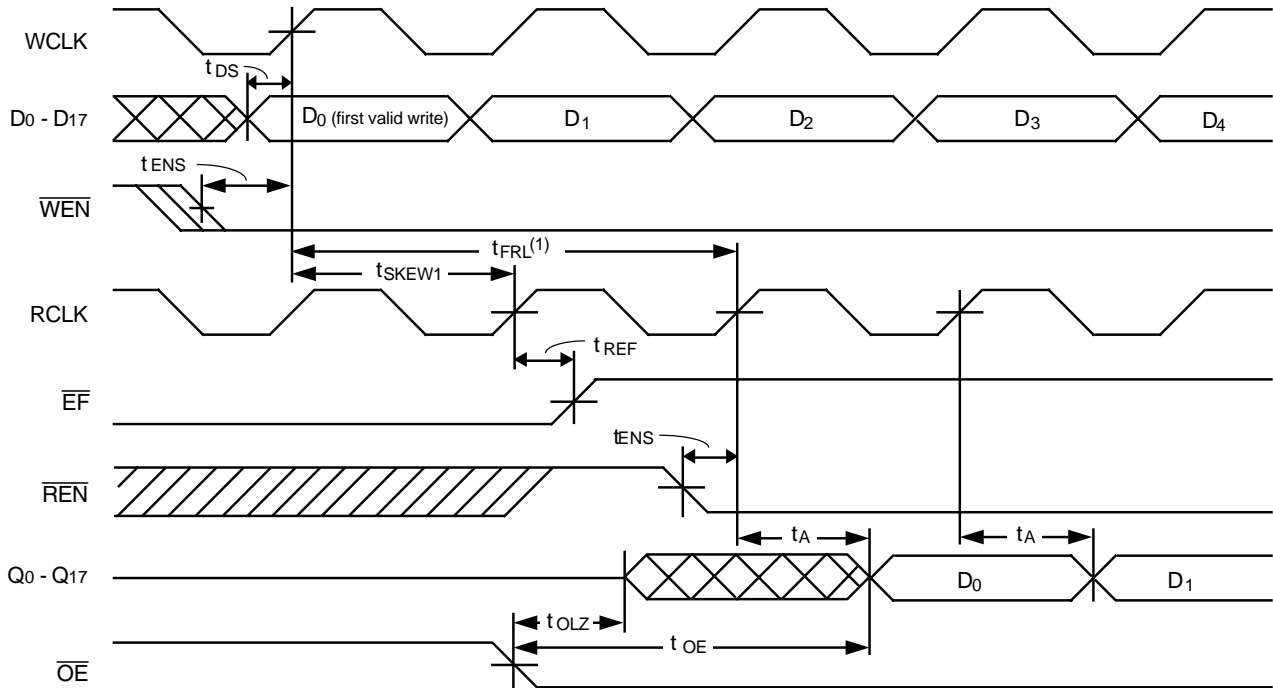 WCLK
tDS
D0 - D17
D0 (first valid write)
D1
D2
D3
D4
tENS
WEN
tFRL(1)
tSKEW1
RCLK
tREF
EF
tENS
REN
tA
tA
Q0 - Q17
D0
D1
tOLZ
tOE
OE